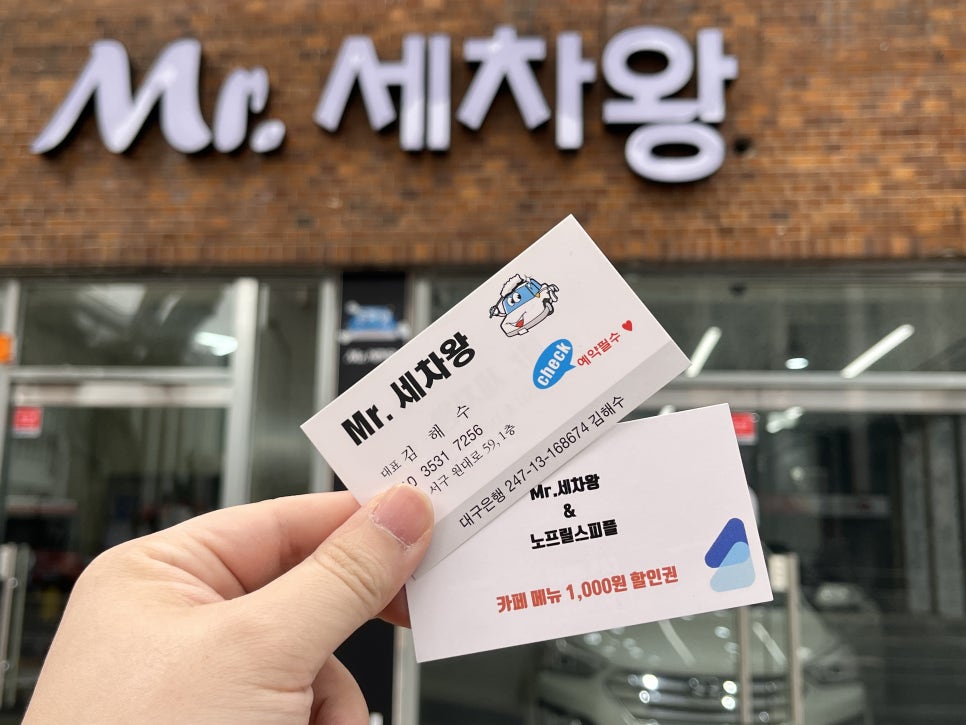 Mr. 세차왕
Mr. 세차왕
check
예약필수
대표 김 해 수
0 3531 7256
서구 원대로 59, 1층
대구은행 247-13-168674 김해수
Mr.세차왕
&
노프릴스피플
카페 메뉴 1,000원 할인권